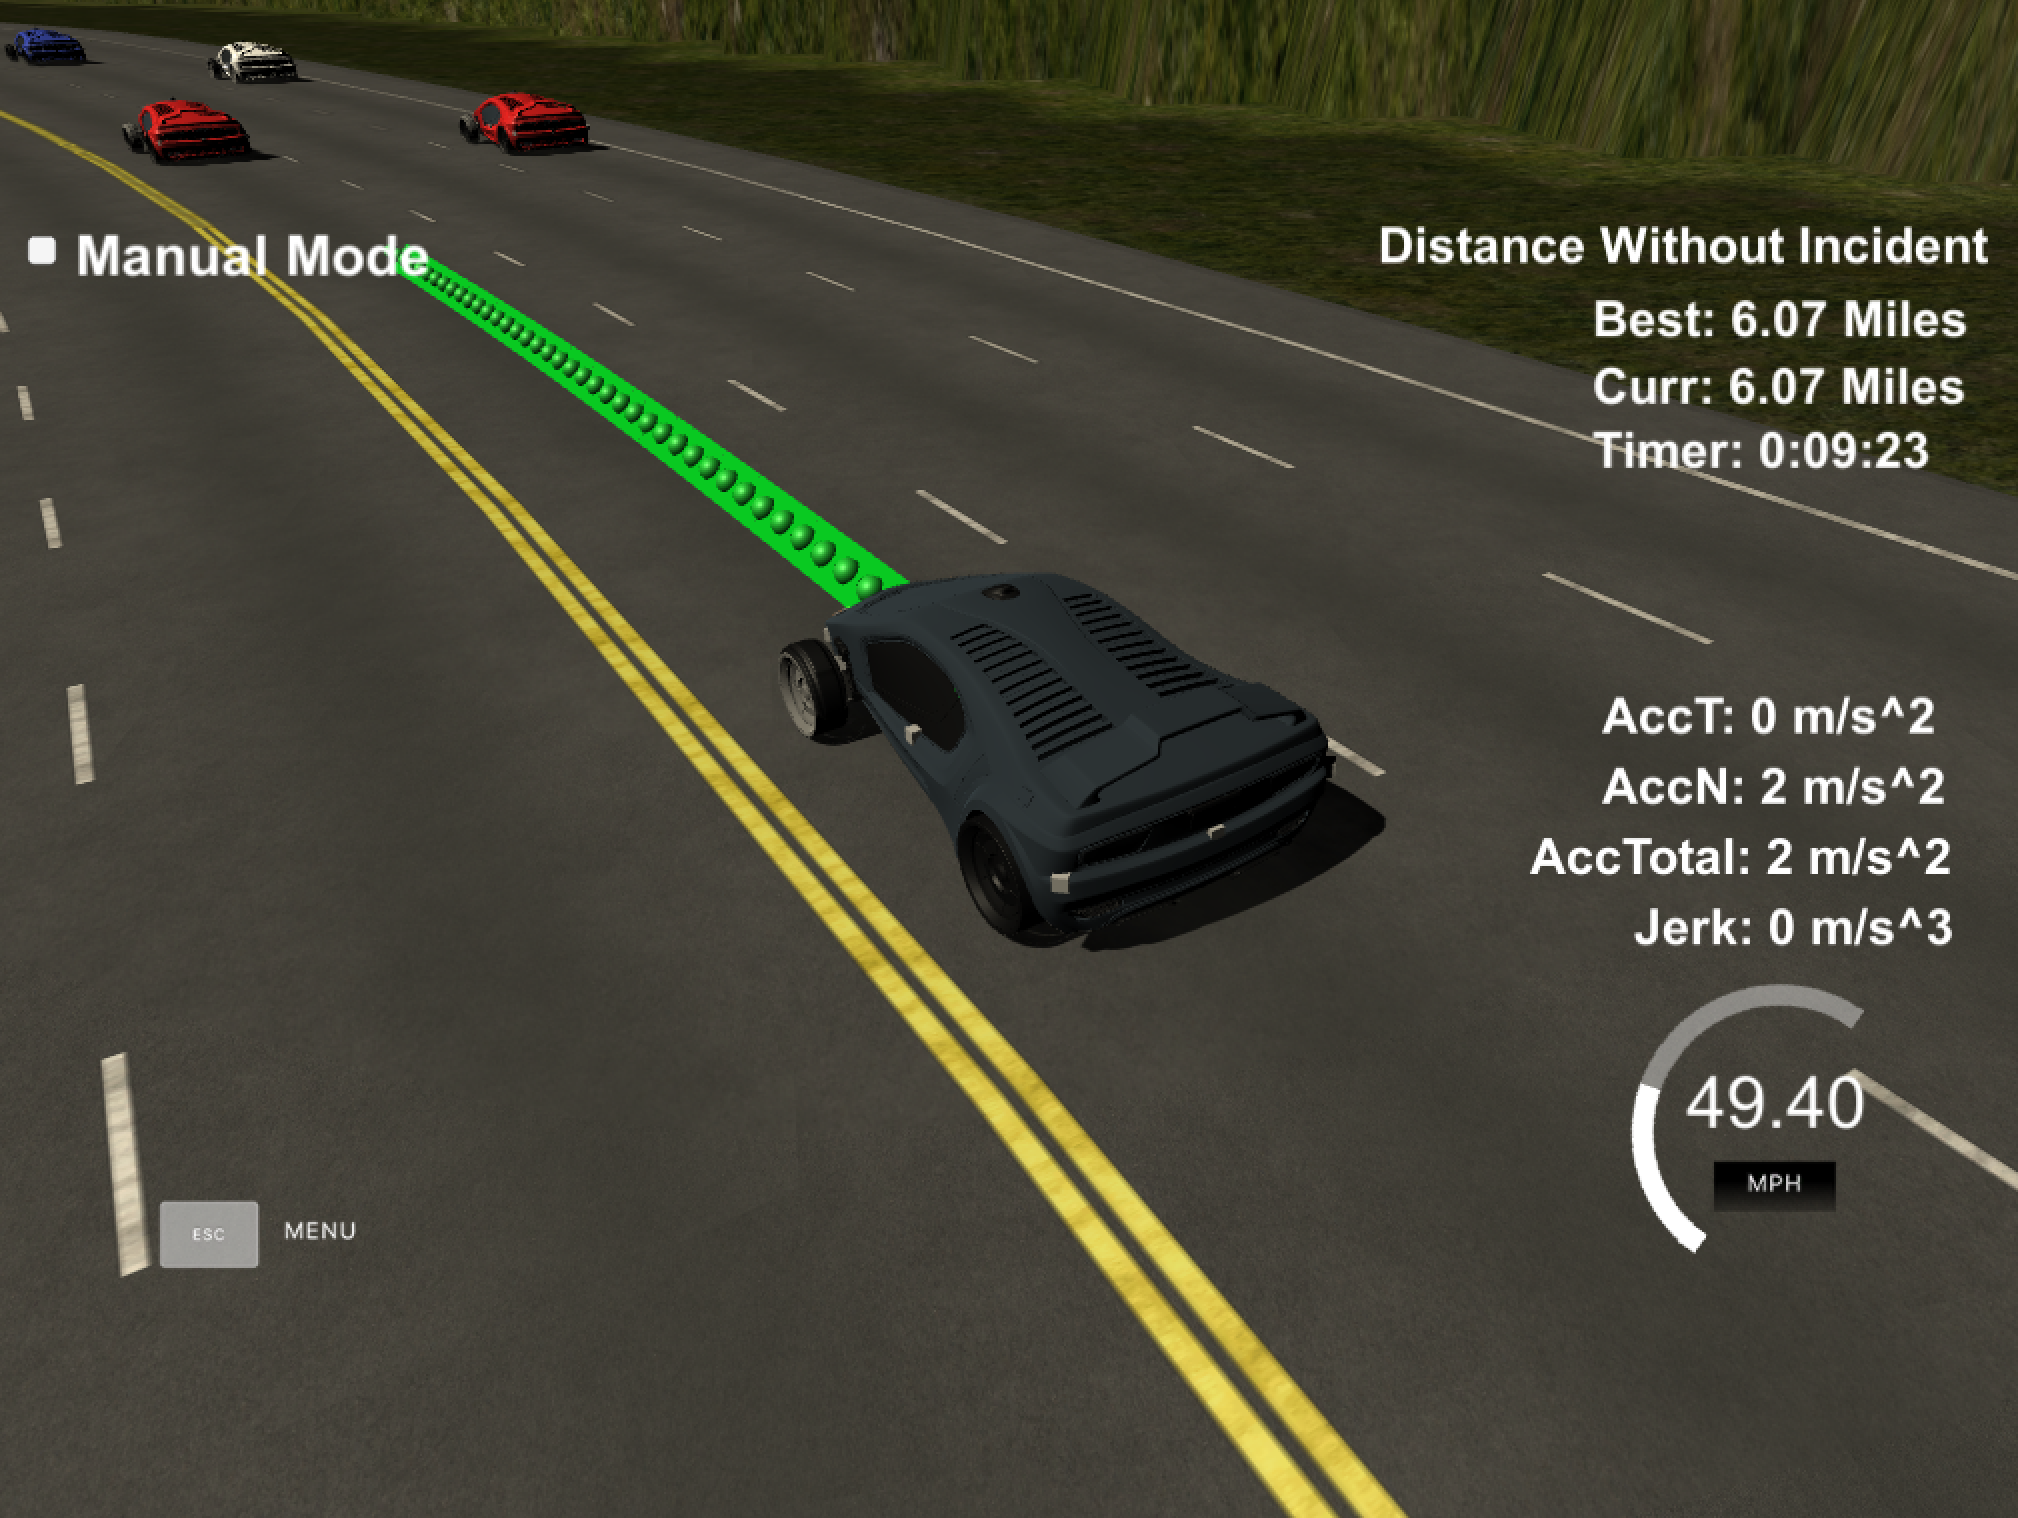 Manual Mode
Distance Without Incident
Best: 6.07 Miles
Curr: 6.07 Miles
Timer: 0:09:23
AccT: 0 m/s^2
AccN: 2 m/s^2
AccTotal: 2 m/s^2
Jerk: 0 m/s^3
49.40
MPH
ESC MENU